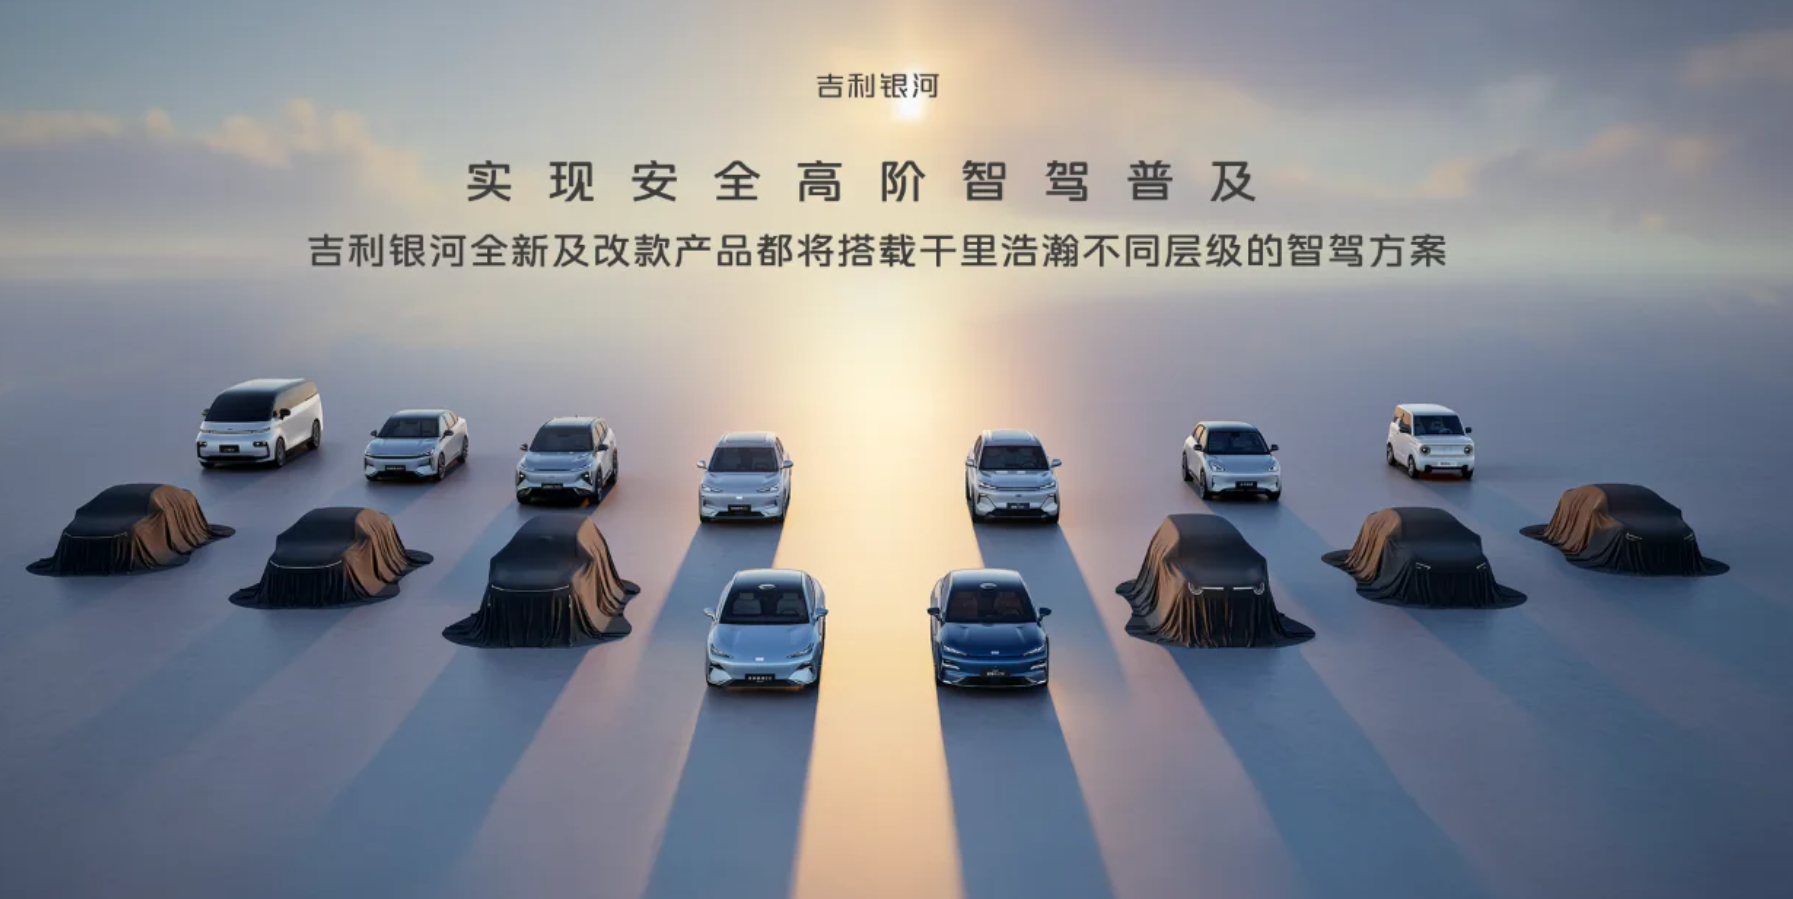 吉利银河
实现安全高阶智驾普及
吉利银河全新及改款产品都将搭载千里浩瀚不同层级的智驾方案